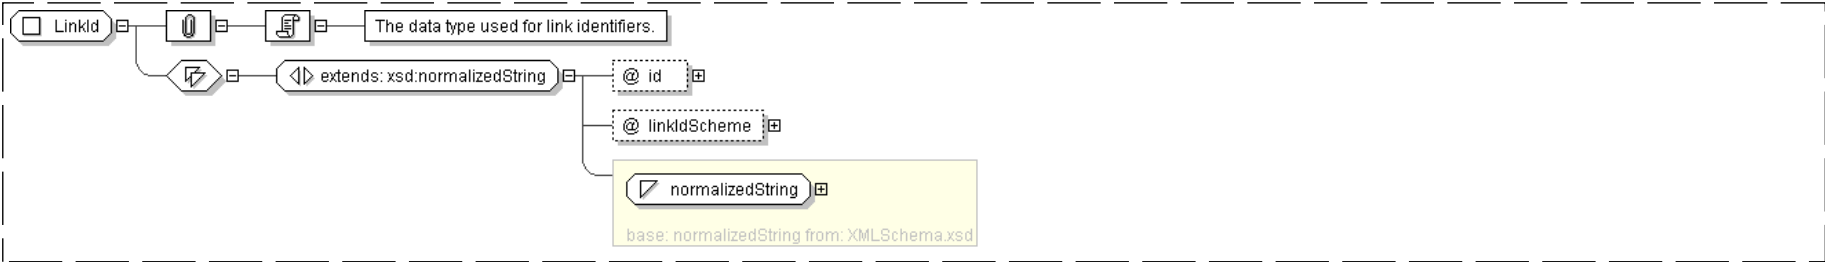 LinkId
The data type used for link identifiers.
extends: xsd:normalizedString
@ id
@ linkIdScheme
normalizedString
base: normalizedString from: XMLSchema.xsd